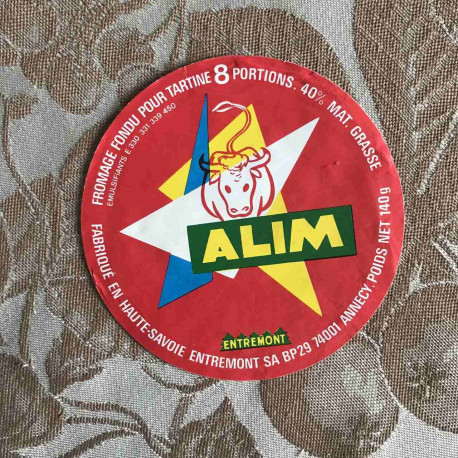 FROMAGE FONDU POUR TARTINE 8 PORTIONS. 40% MAT. GRASSE
EMULSIFIANTS E 330 331 339 450
ALIM
ENTREMONT
FABRIQUÉ EN HAUTE-SAVOIE ENTREMONT SA BP29 74001 ANNECY. POIDS NET 140g